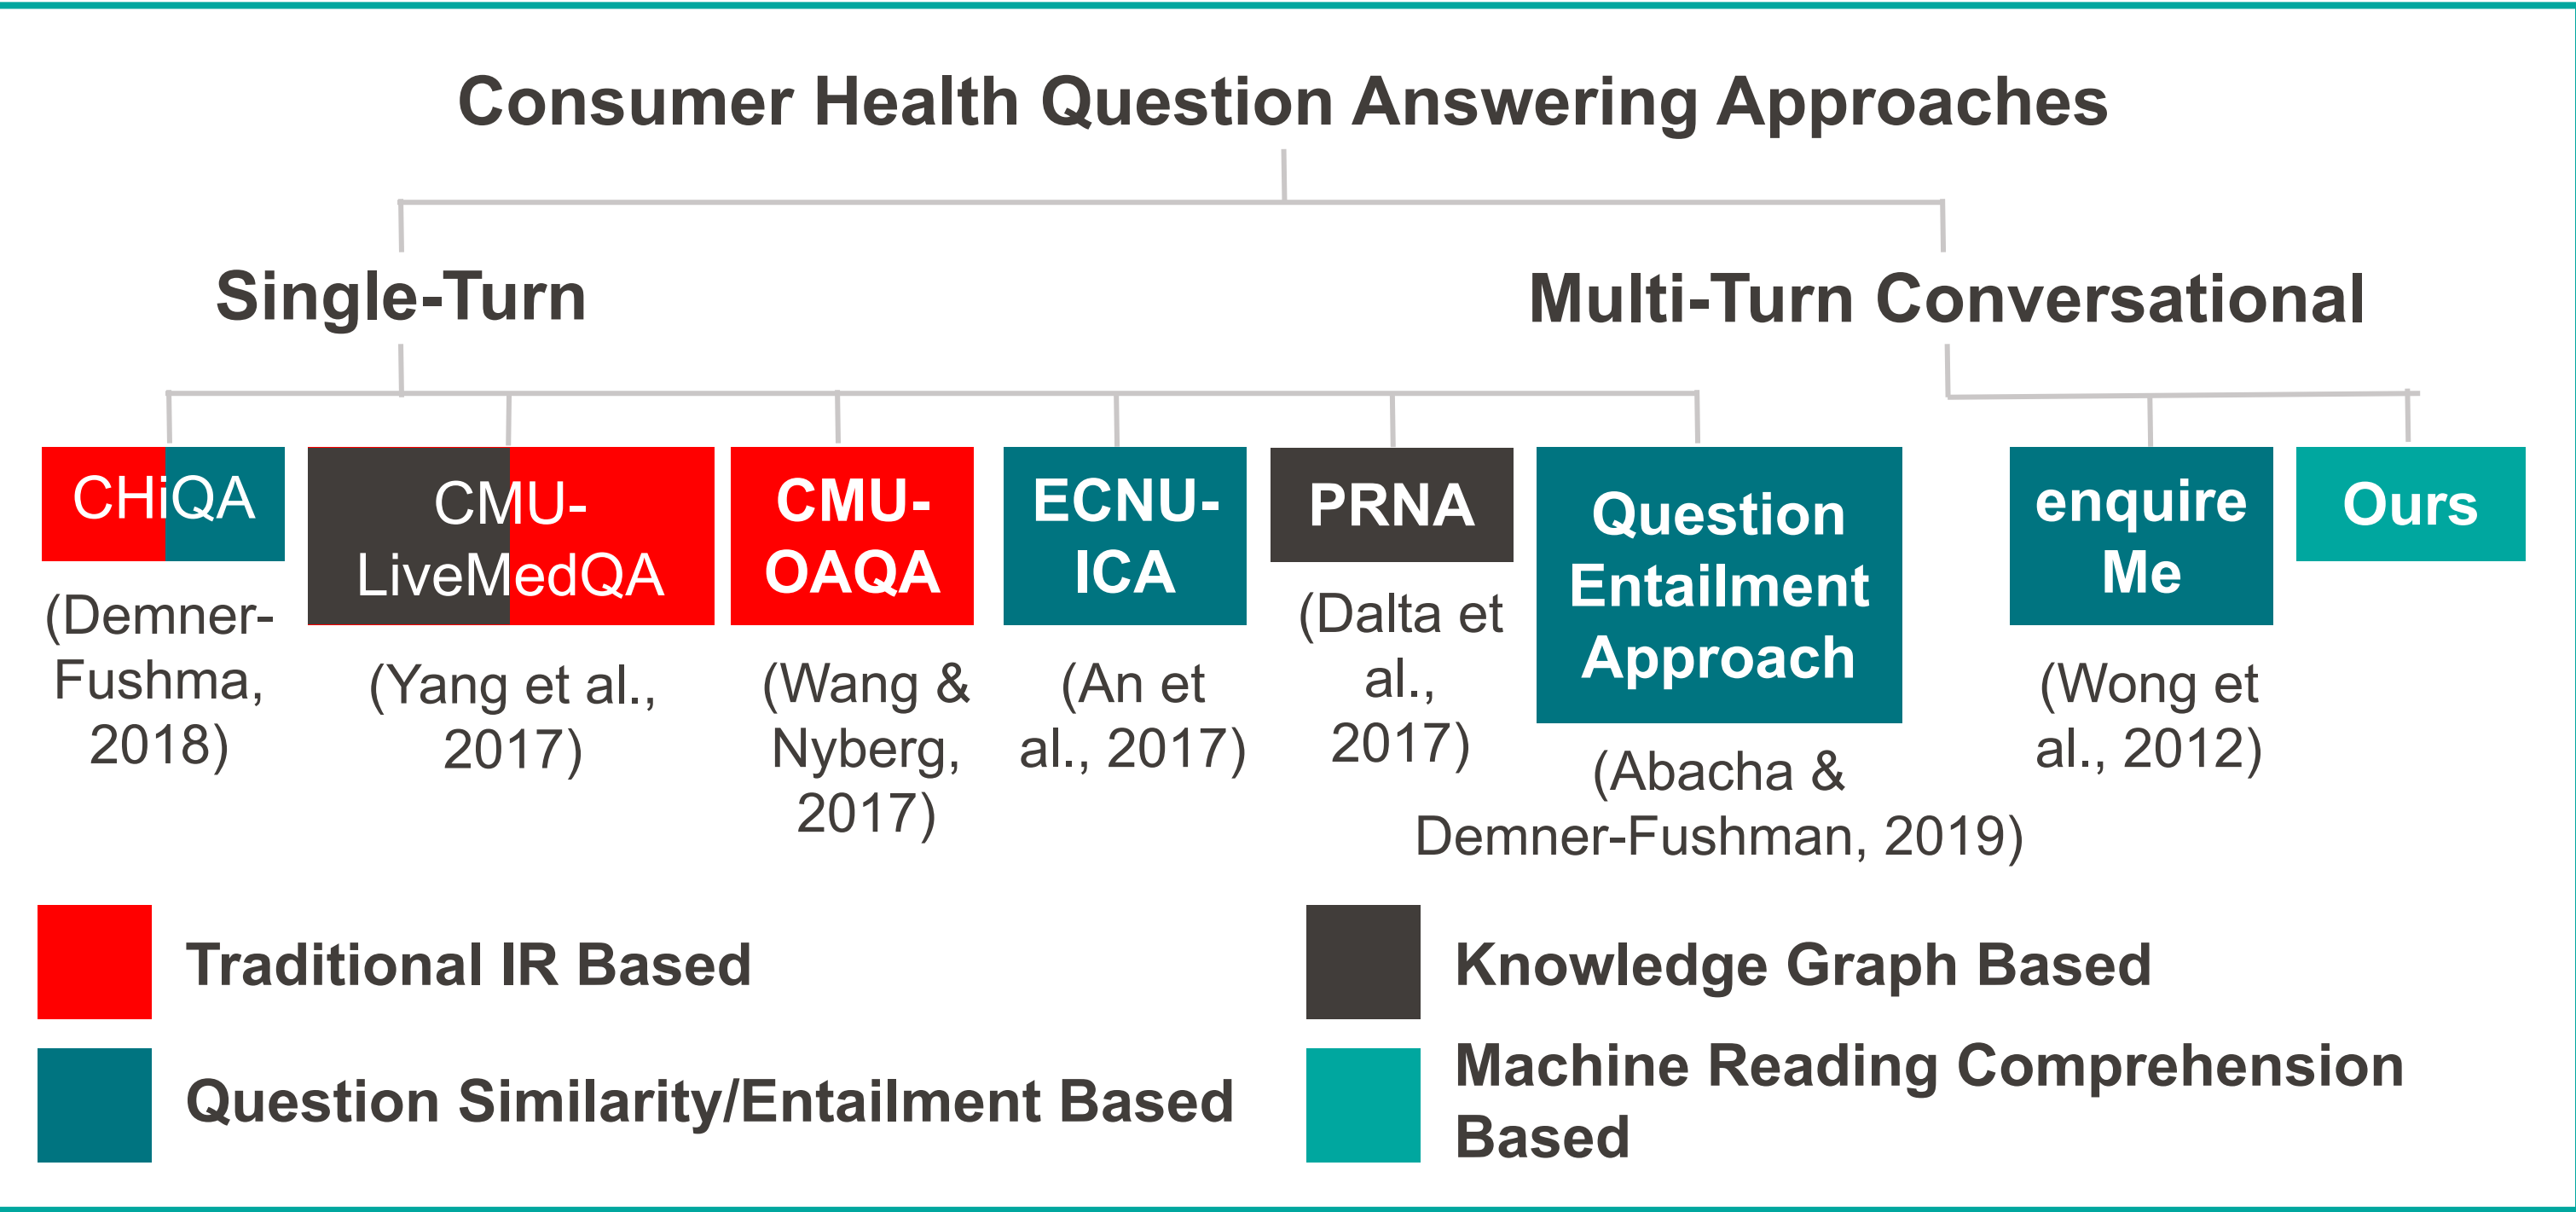 Consumer Health Question Answering Approaches
Single-Turn
Multi-Turn Conversational
CHiQA
(Demner-
Fushma,
2018)
CMU-
LiveMedQA
(Yang et al.,
2017)
CMU-
OAQA
(Wang &
Nyberg,
2017)
ECNU-
ICA
(An et
al., 2017)
PRNA
(Dalta et
al.,
2017)
Question
Entailment
Approach
(Abacha &
Demner-Fushman, 2019)
enquire
Me
(Wong et
al., 2012)
Ours
Traditional IR Based
Question Similarity/Entailment Based
Knowledge Graph Based
Machine Reading Comprehension
Based